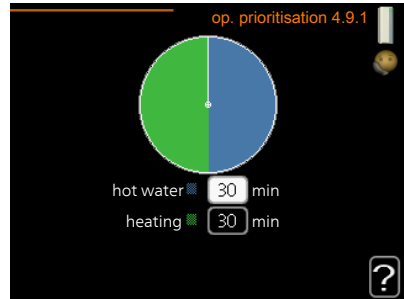 op. prioritisation 4.9.1
hot water 30 min
heating 30 min
?